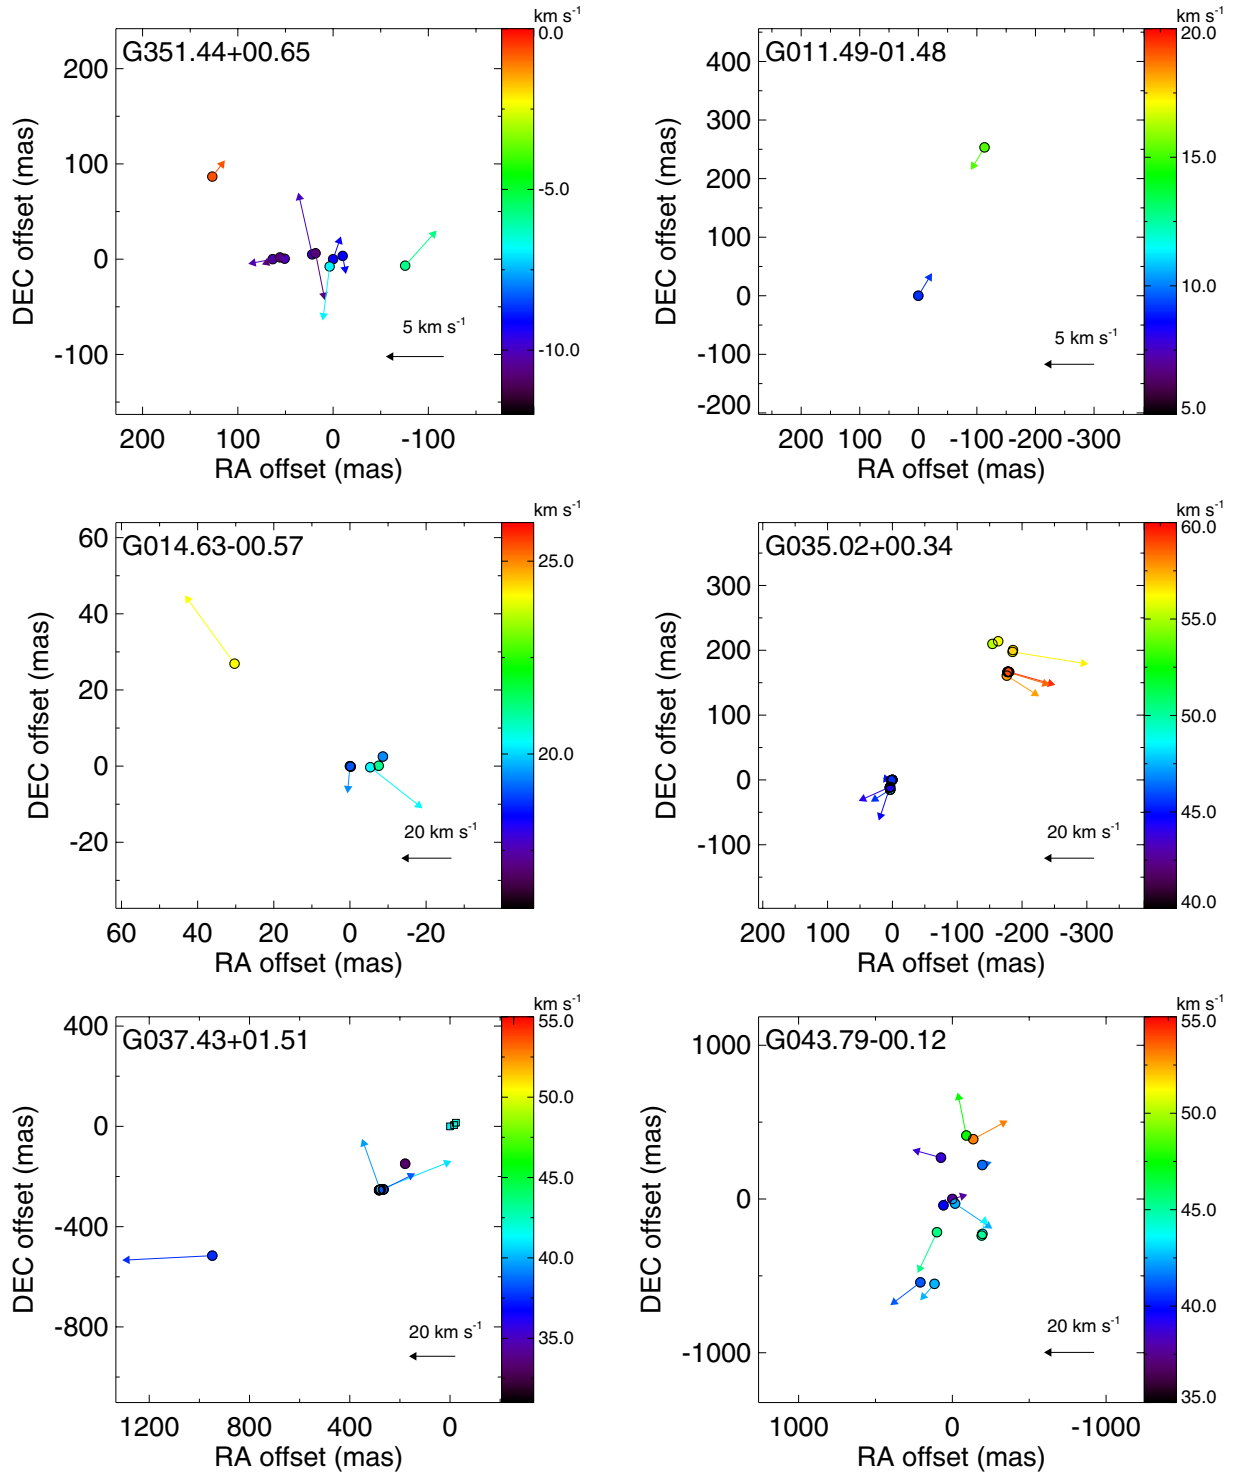 km s-1
G351.44+00.65
200
100
0
-100
DEC offset (mas)
5 km s-1
200 100 0 -100
RA offset (mas)
0.0
-5.0
-10.0
km s-1
G011.49-01.48
400
300
200
100
0
-100
-200
DEC offset (mas)
5 km s-1
200 100 0 -100 -200 -300
RA offset (mas)
20.0
15.0
10.0
5.0
km s-1
G014.63-00.57
60
40
20
0
-20
DEC offset (mas)
20 km s-1
60 40 20 0 -20
RA offset (mas)
25.0
20.0
km s-1
G035.02+00.34
300
200
100
0
-100
DEC offset (mas)
20 km s-1
200 100 0 -100 -200 -300
RA offset (mas)
60.0
55.0
50.0
45.0
40.0
km s-1
G037.43+01.51
400
0
-400
-800
DEC offset (mas)
20 km s-1
1200 800 400 0
RA offset (mas)
55.0
50.0
45.0
40.0
35.0
km s-1
G043.79-00.12
1000
0
-1000
DEC offset (mas)
20 km s-1
1000 0 -1000
RA offset (mas)
55.0
50.0
45.0
40.0
35.0